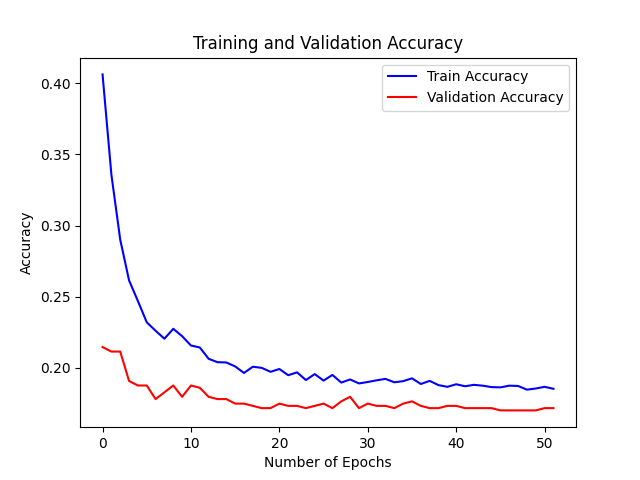 Training and Validation Accuracy
Train Accuracy
Validation Accuracy
Accuracy
0.40
0.35
0.30
0.25
0.20
0 10 20 30 40 50
Number of Epochs